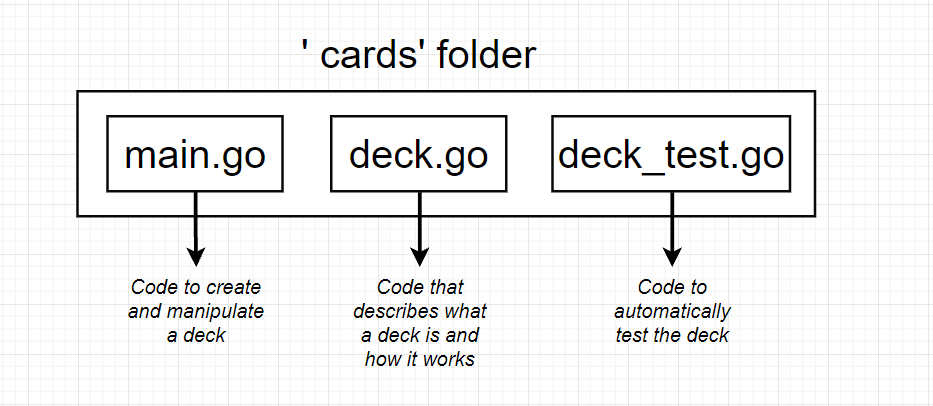 ' cards' folder
main.go
deck.go
deck_test.go
Code to create
and manipulate
a deck
Code that
describes what
a deck is and
how it works
Code to
automatically
test the deck